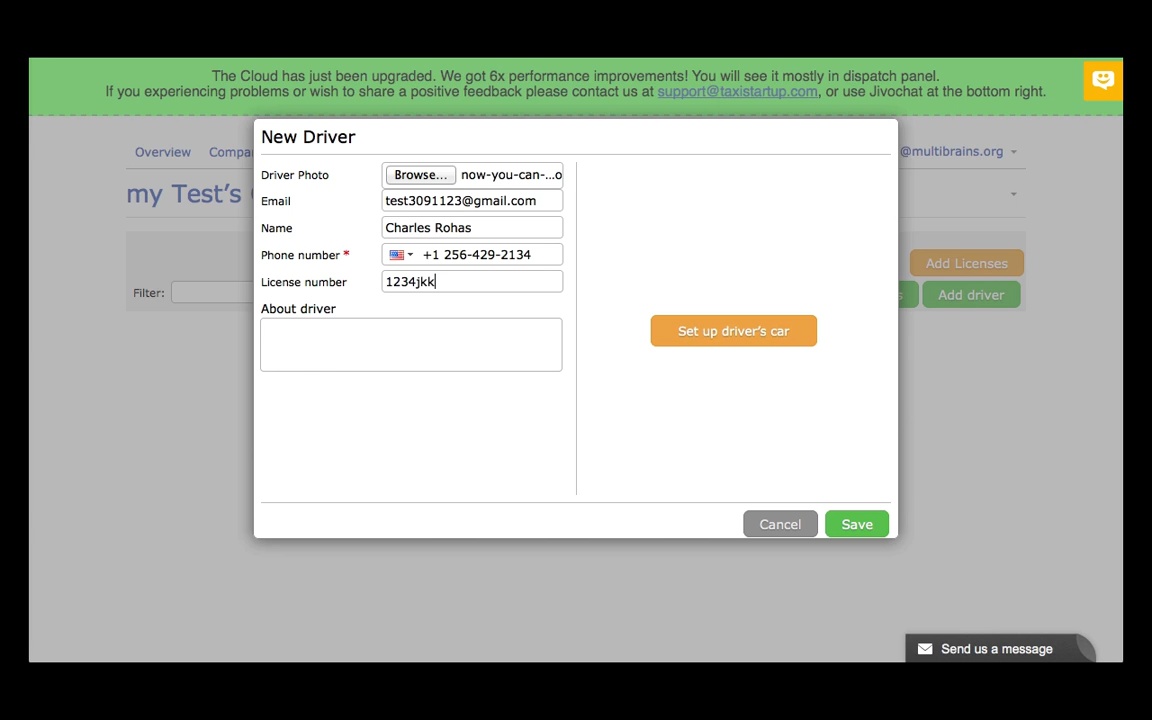 The Cloud has just been upgraded. We got 6x performance improvements! You will see it mostly in dispatch panel.
If you experiencing problems or wish to share a positive feedback please contact us at support@taxistartup.com, or use Jivochat at the bottom right.
New Driver
Overview
Compa
@multibrains.org
my Test’s
Driver Photo
Browse...
now-you-can-...o
Email
test3091123@gmail.com
Name
Charles Rohas
Phone number *
+1 256-429-2134
Add Licenses
License number
1234jkk
Filter:
s
Add driver
About driver
Set up driver’s car
Cancel
Save
Send us a message